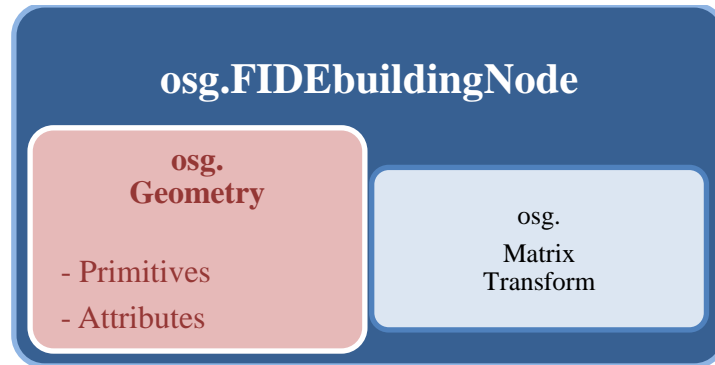 osg.FIDEbuildingNode
osg.
Geometry
- Primitives
- Attributes
osg.
Matrix
Transform